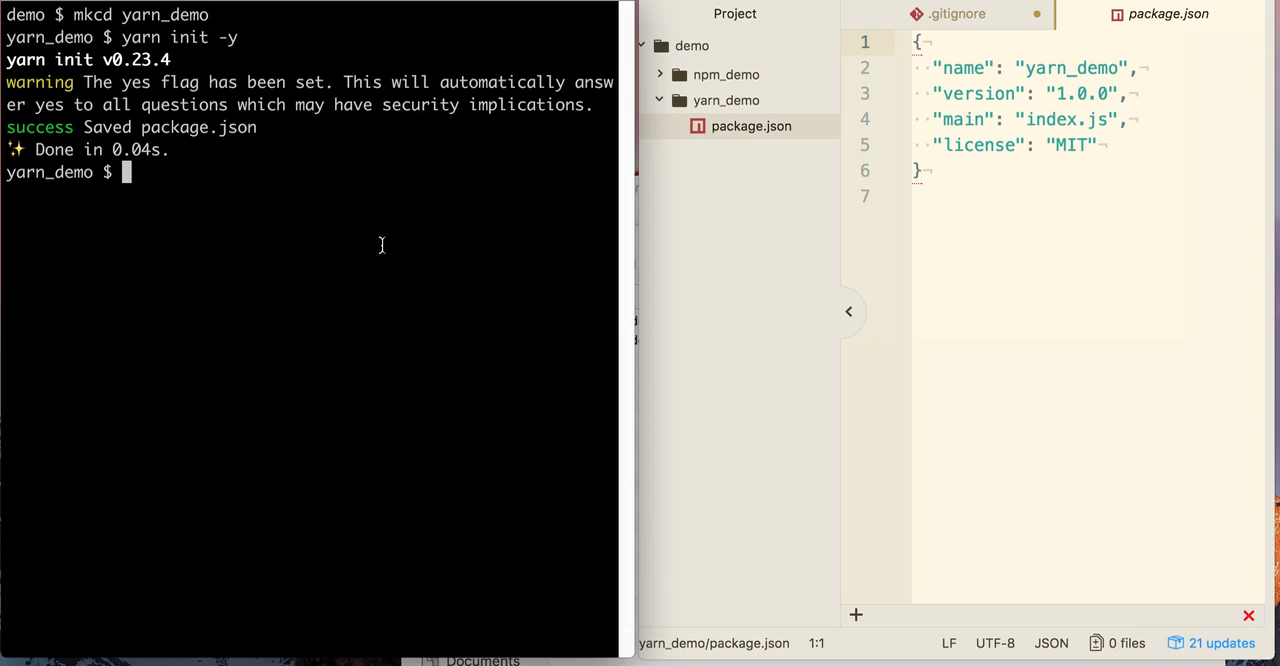 demo $ mkcd yarn_demo
yarn_demo $ yarn init -y
yarn init v0.23.4
warning The yes flag has been set. This will automatically answ
er yes to all questions which may have security implications.
success Saved package.json
✨ Done in 0.04s.
yarn_demo $
Project
demo
npm_demo
yarn_demo
package.json
.gitignore
package.json
1 {¬
2 ··"name": "yarn_demo",¬
3 ··"version": "1.0.0",¬
4 ··"main": "index.js",¬
5 ··"license": "MIT"¬
6 }¬
7
yarn_demo/package.json 1:1
LF UTF-8 JSON 0 files 21 updates
Documents